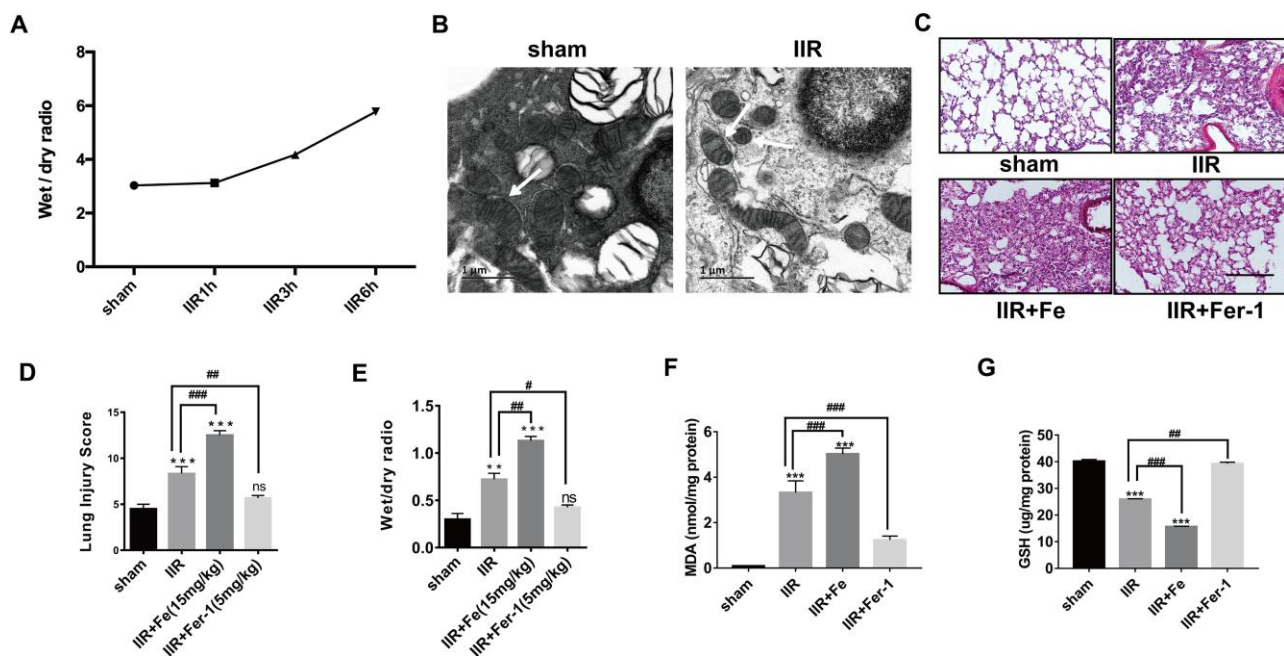 A
Wet / dry radio
8
6
4
2
0
sham
IIR1h
IIR3h
IIR6h
B
sham
IIR
1 μm
1 μm
C
sham
IIR
IIR+Fe
IIR+Fer-1
D
Lung Injury Score
15
10
5
0
##
###
***
***
ns
sham
IIR
IIR+Fe(15mg/kg)
IIR+Fer-1(5mg/kg)
E
Wet/dry radio
1.5
1.0
0.5
0.0
#
##
**
***
ns
sham
IIR
IIR+Fe(15mg/kg)
IIR+Fer-1(5mg/kg)
F
MDA (nmol/mg protein)
6
4
2
0
###
###
***
***
sham
IIR
IIR+Fe
IIR+Fer-1
G
GSH (ug/mg protein)
50
40
30
20
10
0
##
###
***
***
sham
IIR
IIR+Fe
IIR+Fer-1